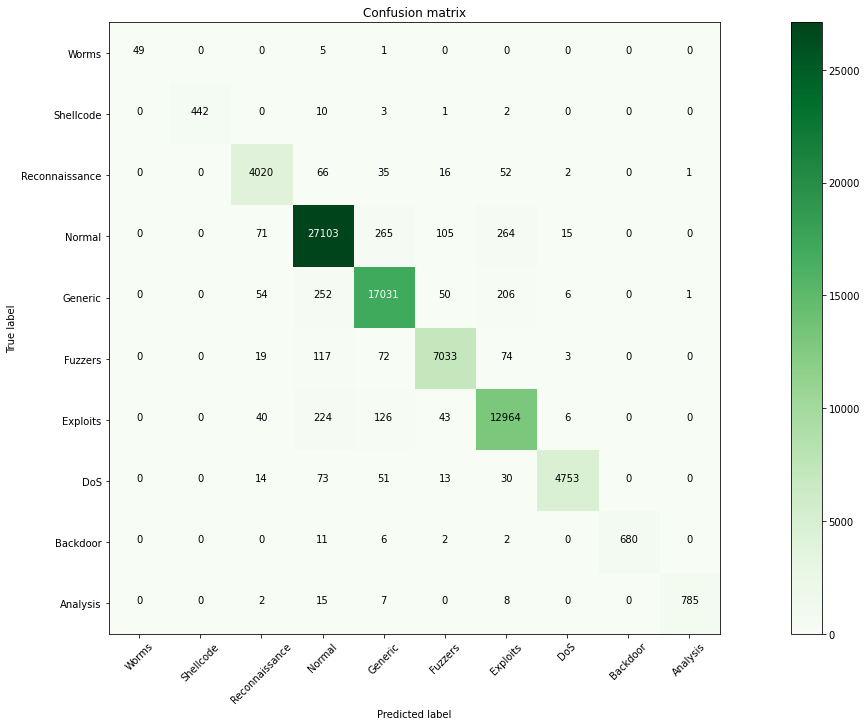 Confusion matrix
Worms 49 0 0 5 1 0 0 0 0 0
Shellcode 0 442 0 10 3 1 2 0 0 0
Reconnaissance 0 0 4020 66 35 16 52 2 0 1
Normal 0 0 71 27103 265 105 264 15 0 0
Generic 0 0 54 252 17031 50 206 6 0 1
Fuzzers 0 0 19 117 72 7033 74 3 0 0
Exploits 0 0 40 224 126 43 12964 6 0 0
DoS 0 0 14 73 51 13 30 4753 0 0
Backdoor 0 0 0 11 6 2 2 0 680 0
Analysis 0 0 2 15 7 0 8 0 0 785
True label
Worms Shellcode Reconnaissance Normal Generic Fuzzers Exploits DoS Backdoor Analysis
Predicted label
25000
20000
15000
10000
5000
0